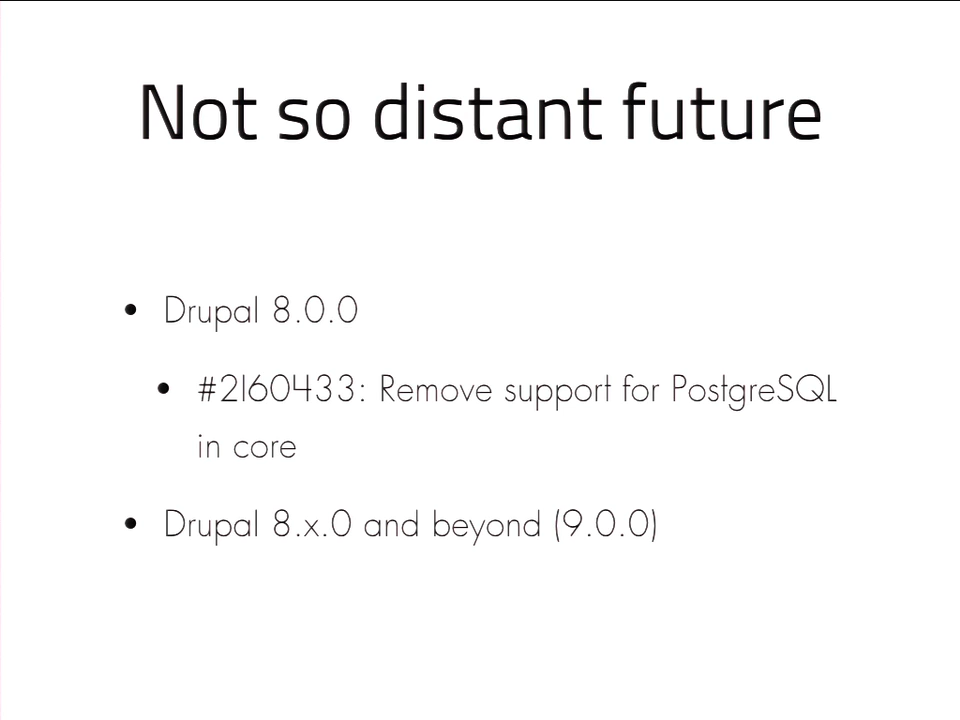 Not so distant future
• Drupal 8.0.0
• #2160433: Remove support for PostgreSQL
in core
• Drupal 8.x.0 and beyond (9.0.0)